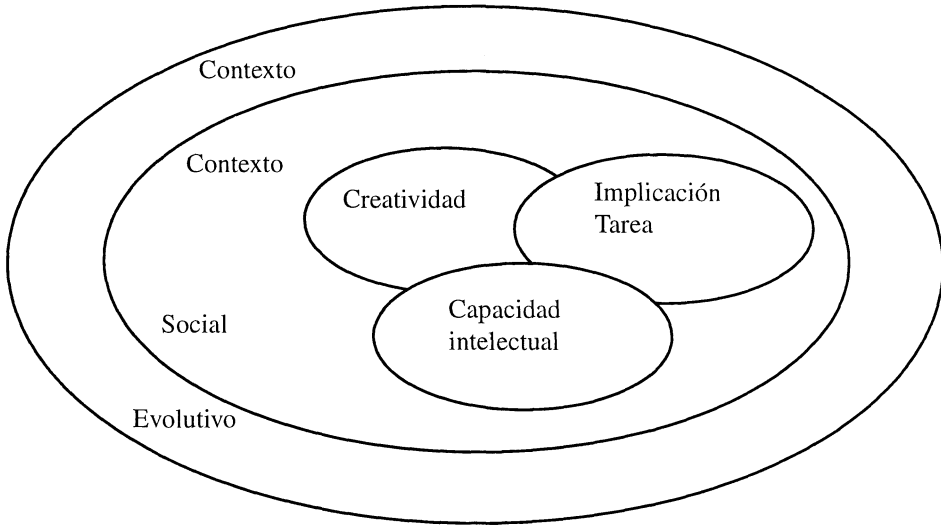 Contexto
Contexto
Creatividad
Implicación
Tarea
Capacidad
intelectual
Social
Evolutivo